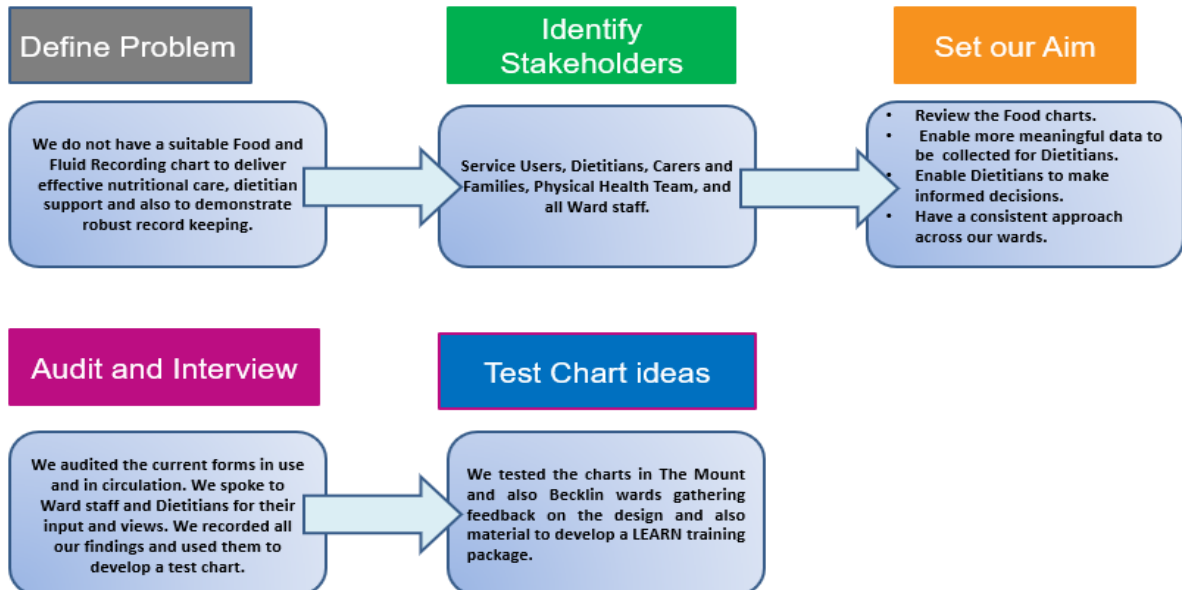 Define Problem
We do not have a suitable Food and
Fluid Recording chart to deliver
effective nutritional care, dietitian
support and also to demonstrate
robust record keeping.
Identify
Stakeholders
Service Users, Dietitians, Carers and
Families, Physical Health Team, and
all Ward staff.
Set our Aim
• Review the Food charts.
• Enable more meaningful data to
be collected for Dietitians.
• Enable Dietitians to make
informed decisions.
• Have a consistent approach
across our wards.
Audit and Interview
We audited the current forms in use
and in circulation. We spoke to
Ward staff and Dietitians for their
input and views. We recorded all
our findings and used them to
develop a test chart.
Test Chart ideas
We tested the charts in The Mount
and also Becklin wards gathering
feedback on the design and also
material to develop a LEARN training
package.